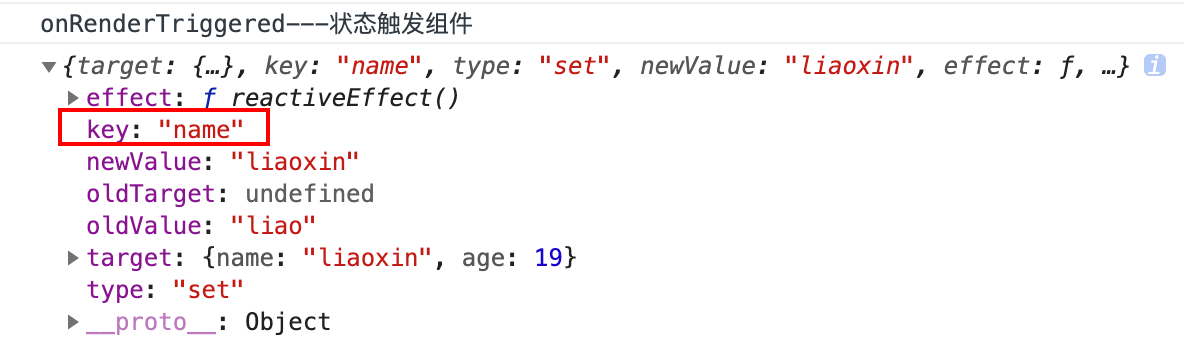 onRenderTriggered---状态触发组件
{target: {…}, key: "name", type: "set", newValue: "liaoxin", effect: ƒ, …} i
effect: ƒ reactiveEffect()
key: "name"
newValue: "liaoxin"
oldTarget: undefined
oldValue: "liao"
target: {name: "liaoxin", age: 19}
type: "set"
__proto__: Object